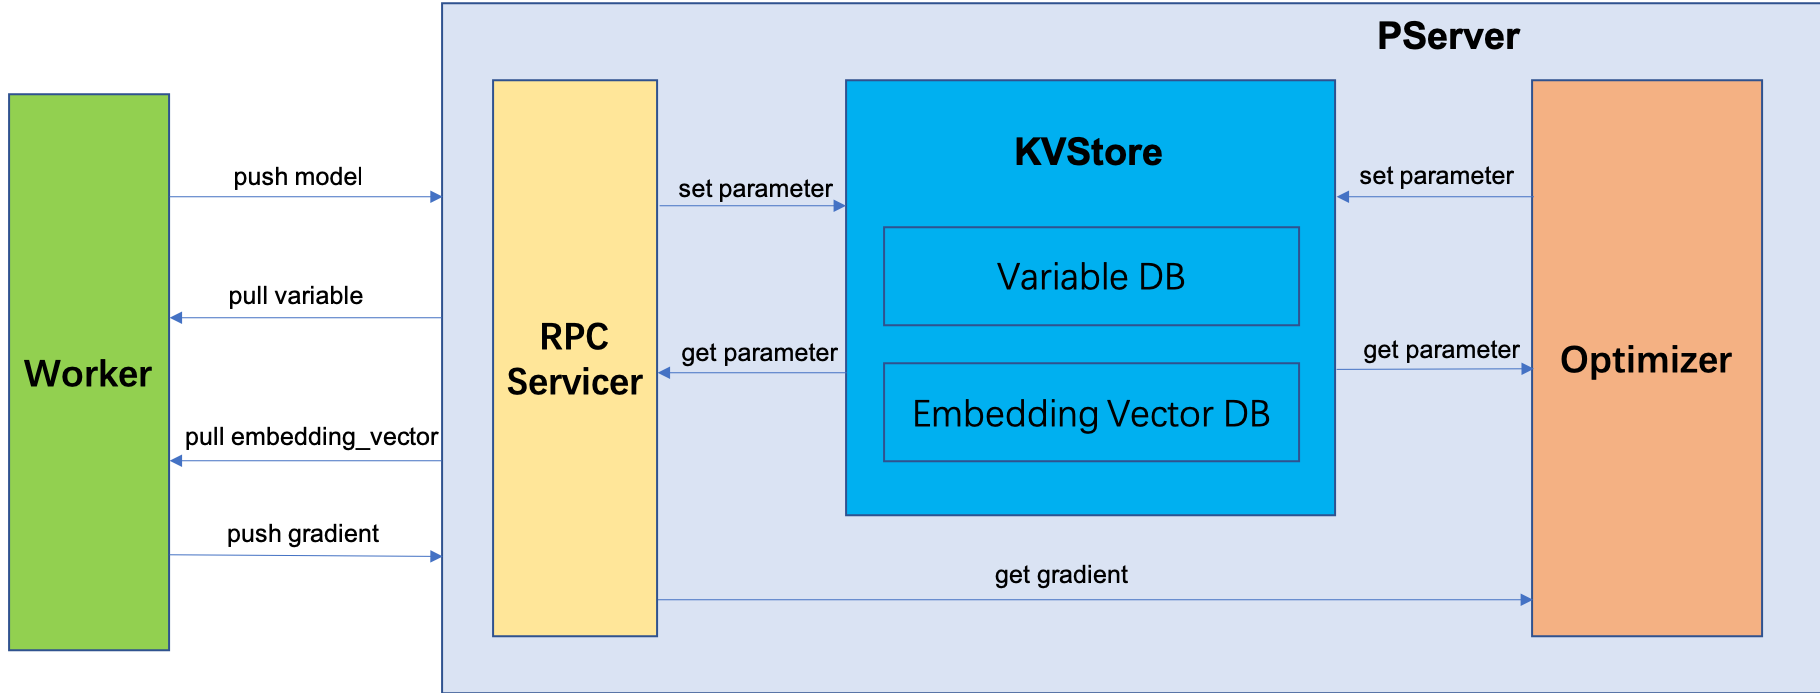 PServer
Worker
push model
pull variable
pull embedding_vector
push gradient
RPC
Servicer
set parameter
get parameter
KVStore
Variable DB
Embedding Vector DB
set parameter
get parameter
get gradient
Optimizer